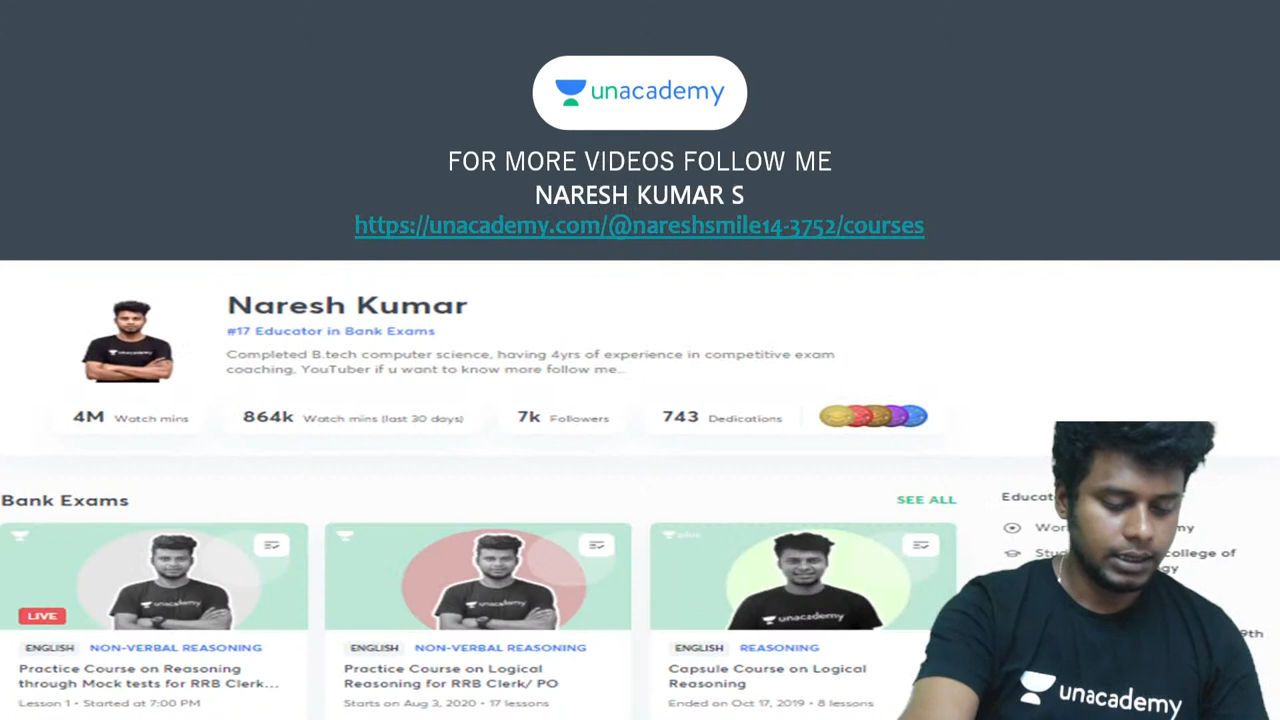 unacademy
FOR MORE VIDEOS FOLLOW ME
NARESH KUMAR S
https://unacademy.com/@nareshsmile14-3752/courses
Naresh Kumar
#17 Educator in Bank Exams
Completed B.tech computer science, having 4yrs of experience in competitive exam
coaching, YouTuber if u want to know more follow me...
4M Watch mins 864k Watch mins (last 30 days) 7k Followers 743 Dedications
Bank Exams SEE ALL
unacademy
unacademy
plus
unacademy
LIVE
ENGLISH NON-VERBAL REASONING
Practice Course on Reasoning
through Mock tests for RRB Clerk...
Lesson 1 • Started at 7:00 PM
ENGLISH NON-VERBAL REASONING
Practice Course on Logical
Reasoning for RRB Clerk/ PO
Starts on Aug 3, 2020 • 17 lessons
ENGLISH REASONING
Capsule Course on Logical
Reasoning
Ended on Oct 17, 2019 • 8 lessons
college of
unacademy